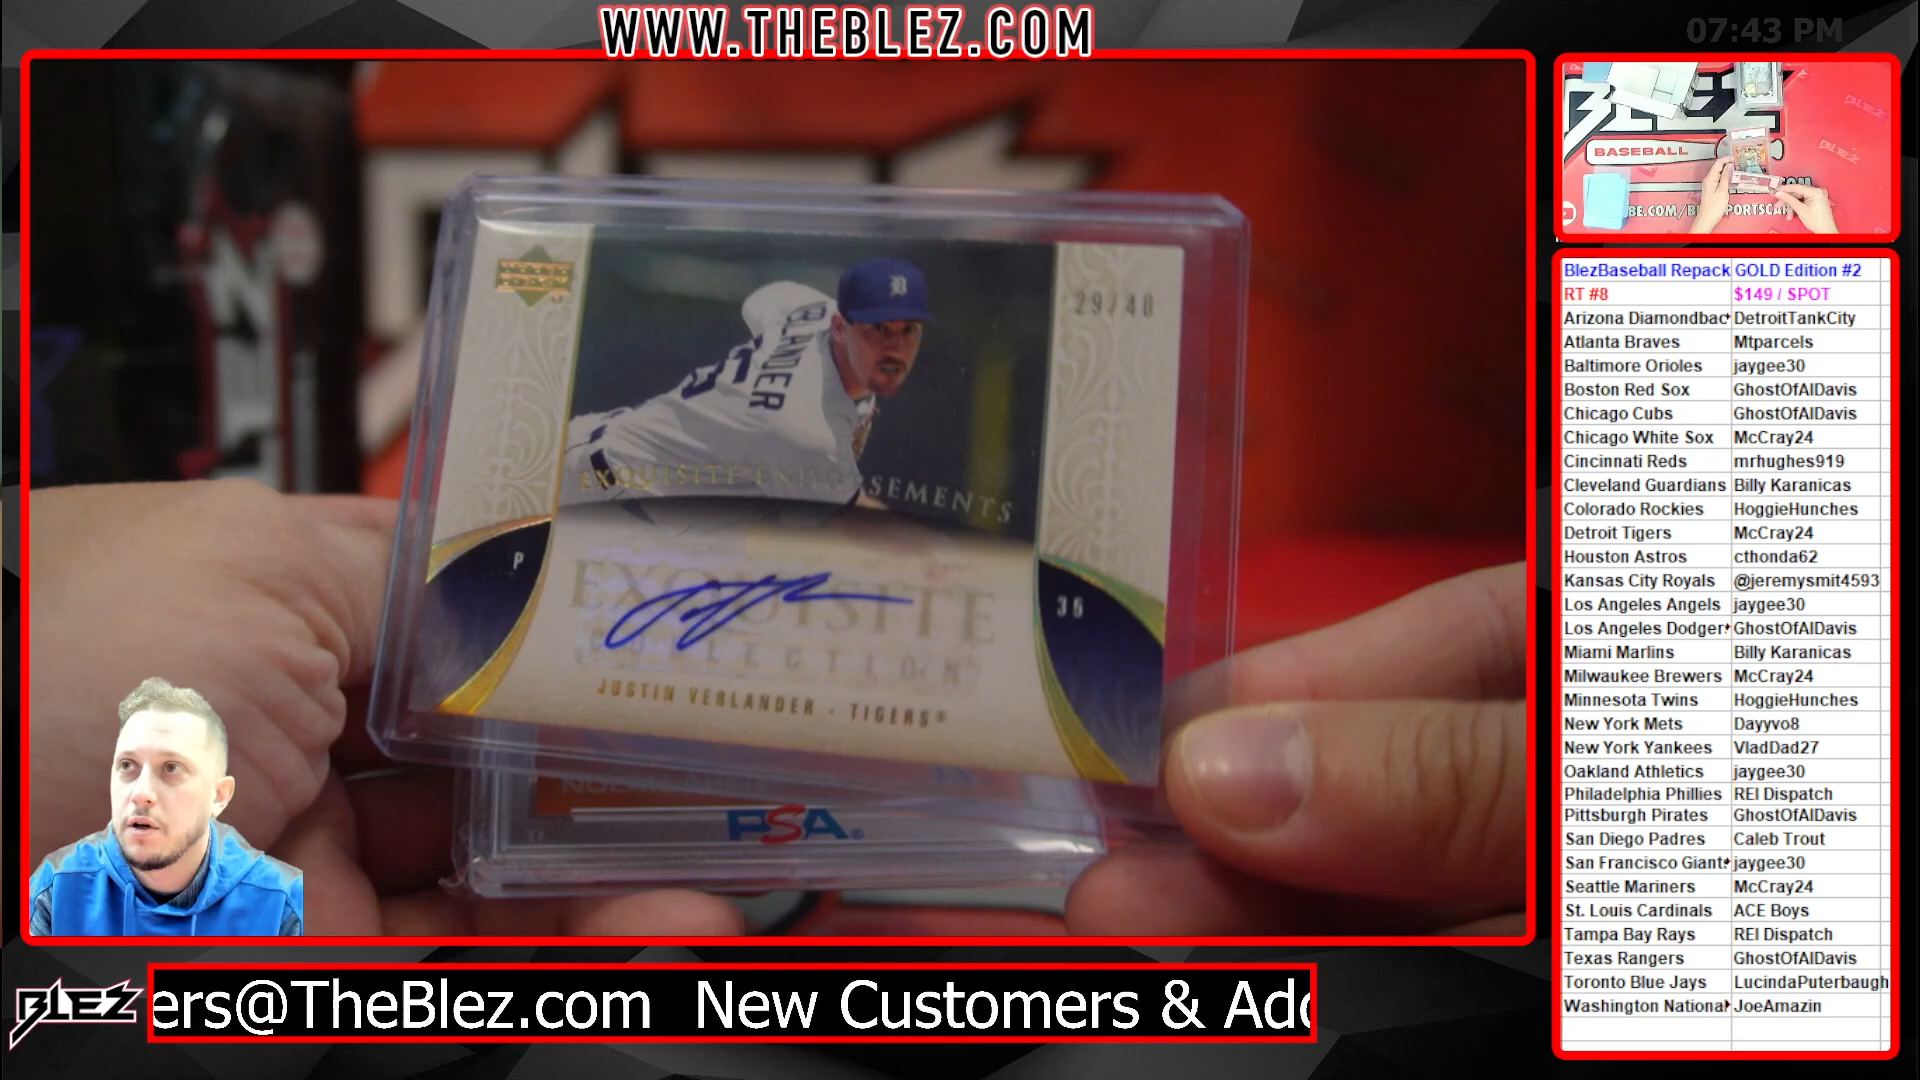 WWW.THEBLEZ.COM
07:43 PM
29/40
BLANDER
EXQUISITE ENDORSEMENTS
P
35
EXQUISITE
COLLECTION
JUSTIN VERLANDER - TIGERS®
PSA®
BLEZ
BASEBALL
BlezBaseball Repack GOLD Edition #2
RT #8 $149 / SPOT
Arizona Diamondbac DetroitTankCity
Atlanta Braves Mtparcels
Baltimore Orioles jaygee30
Boston Red Sox GhostOfAlDavis
Chicago Cubs GhostOfAlDavis
Chicago White Sox McCray24
Cincinnati Reds mrhughes919
Cleveland Guardians Billy Karanicas
Colorado Rockies HoggieHunches
Detroit Tigers McCray24
Houston Astros cthonda62
Kansas City Royals @jeremysmit4593
Los Angeles Angels jaygee30
Los Angeles Dodger GhostOfAlDavis
Miami Marlins Billy Karanicas
Milwaukee Brewers McCray24
Minnesota Twins HoggieHunches
New York Mets Dayyvo8
New York Yankees VladDad27
Oakland Athletics jaygee30
Philadelphia Phillies REI Dispatch
Pittsburgh Pirates GhostOfAlDavis
San Diego Padres Caleb Trout
San Francisco Giant jaygee30
Seattle Mariners McCray24
St. Louis Cardinals ACE Boys
Tampa Bay Rays REI Dispatch
Texas Rangers GhostOfAlDavis
Toronto Blue Jays LucindaPuterbaugh
Washington Nationa JoeAmazin
BLEZ
ers@TheBlez.com New Customers & Add